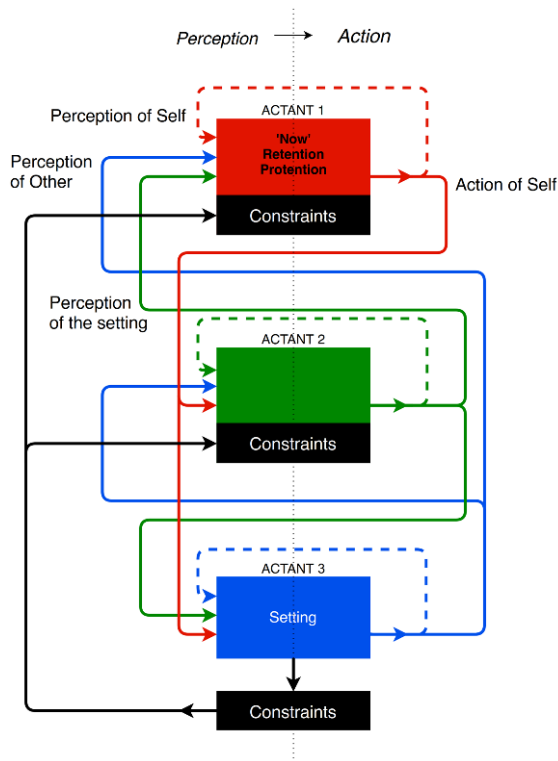 Perception
Action
ACTANT 1
Perception of Self
'Now'
Retention
Protention
Perception
of Other
Action of Self
Constraints
Perception
of the setting
ACTANT 2
Constraints
ACTANT 3
Setting
Constraints